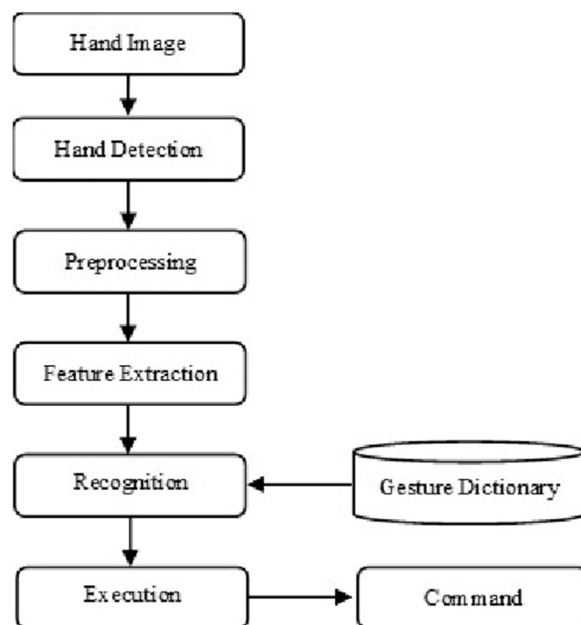 Hand Image
Hand Detection
Preprocessing
Feature Extraction
Recognition
Gesture Dictionary
Execution
Command